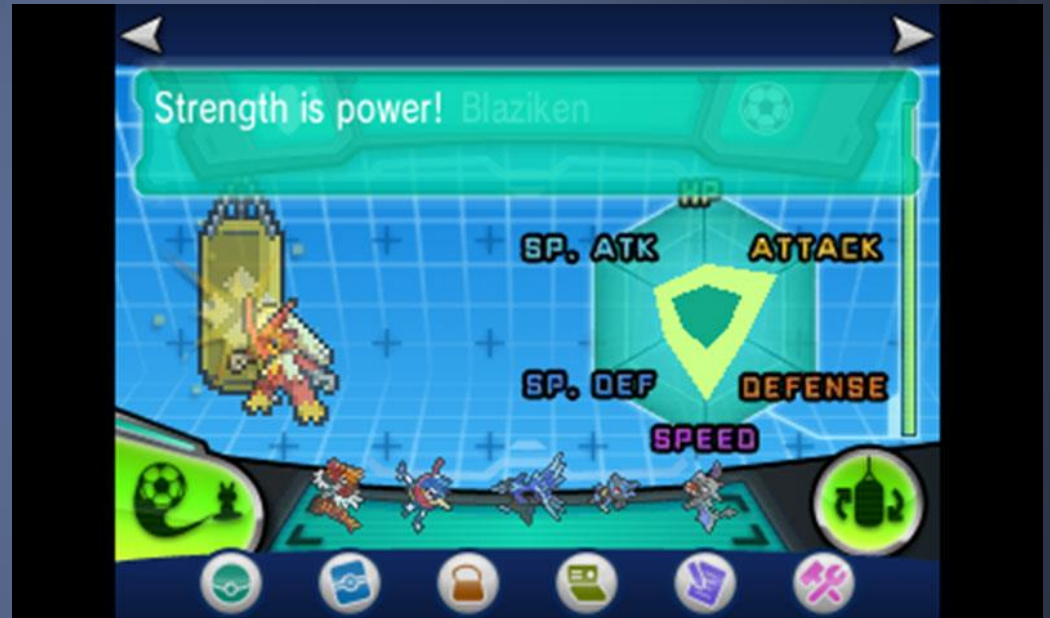 Strength is power! Blaziken
HP
SP. ATK
ATTACK
SP. DEF
DEFENSE
SPEED